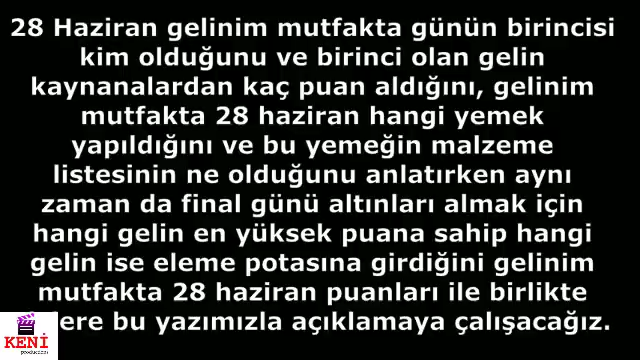 28 Haziran gelinim mutfakta günün birincisi
kim olduğunu ve birinci olan gelin
kaynanalardan kaç puan aldığını, gelinim
mutfakta 28 haziran hangi yemek
yapıldığını ve bu yemeğin malzeme
listesinin ne olduğunu anlatırken aynı
zaman da final günü altınları almak için
hangi gelin en yüksek puana sahip hangi
gelin ise eleme potasına girdiğini gelinim
mutfakta 28 haziran puanları ile birlikte
bu yazımızla açıklamaya çalışacağız.
KENİ